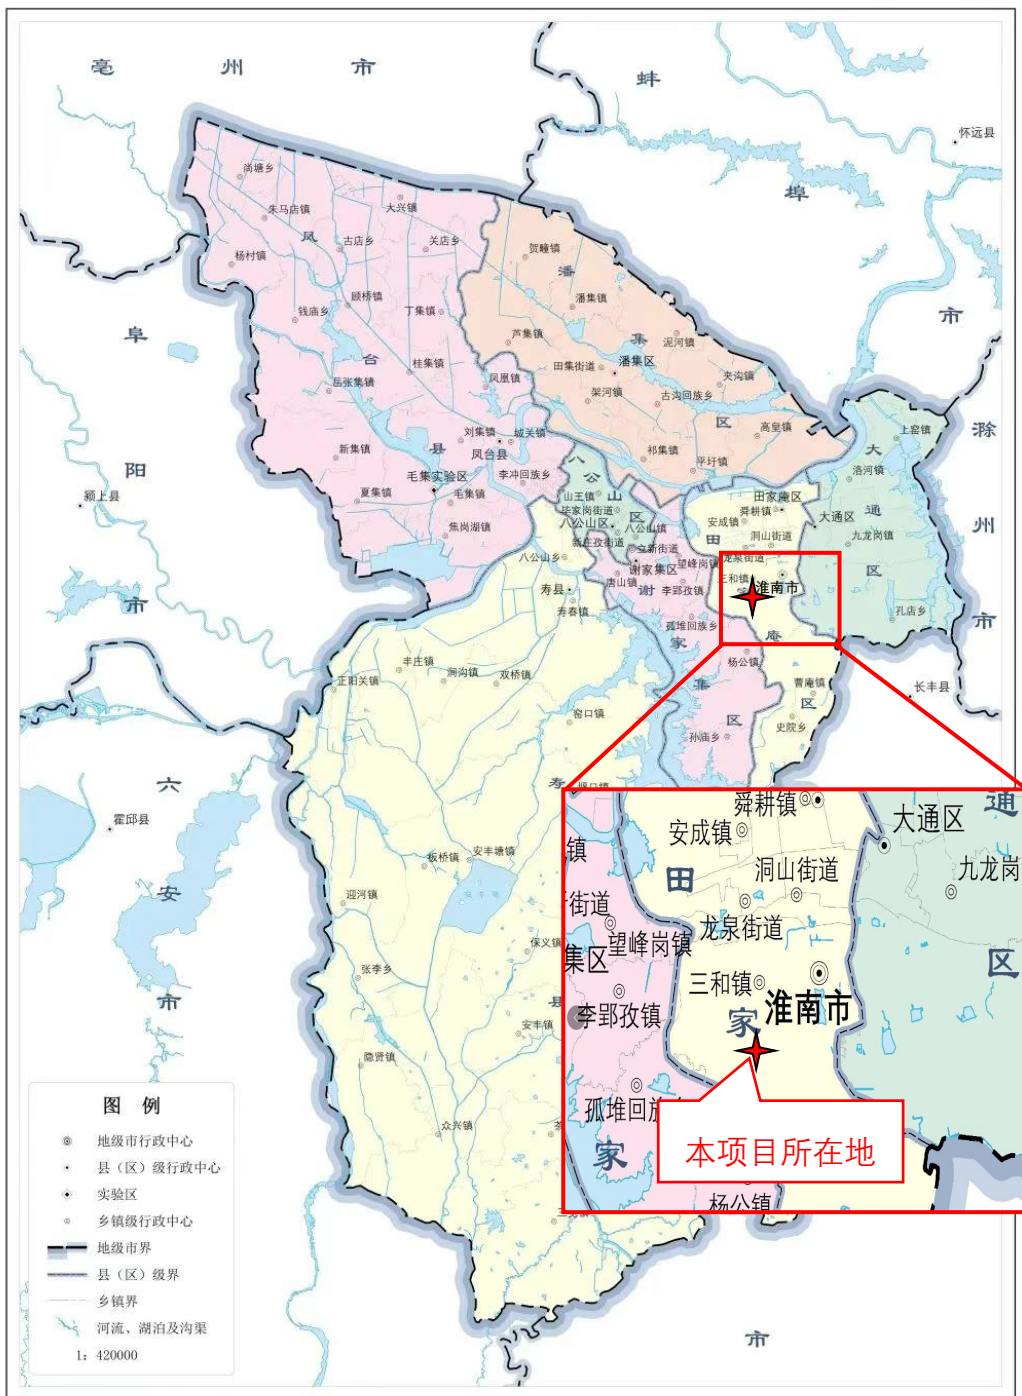 亳州市
蚌
怀远县
埠
市
尚塘乡
朱马店镇
大兴镇
凤
古店乡
关店乡
杨村镇
贺疃镇
潘
顾桥镇
钱庙乡
丁集镇
潘集镇
阜
芦集镇
集
泥河镇
台
桂集镇
田集街道
潘集区
岳张集镇
凤凰镇
夹沟镇
架河镇
古沟回族乡
区
高皇镇
大
上窑镇
滁
刘集镇
城关镇
县
凤台县
新集镇
八
祁集镇
平圩镇
通
洛河镇
阳
毛集实验区
李冲回族乡
公
颍上县
夏集镇
毛集镇
山王镇
山
毕家岗街道
田家庵区
舜耕镇
焦岗湖镇
八公山区
区
八公山镇
安成镇
大通区
州
新庄孜街道
田
洞山街道
九龙岗镇
八公山乡
立新街道
龙泉街道
区
谢家集区
望峰岗镇
三和镇
唐山镇
谢
李郢孜镇
家
淮南市
市
寿县
寿春镇
孤堆回族乡
孔店乡
市
家
庵
丰庄镇
涧沟镇
双桥镇
杨公镇
正阳关镇
集
曹庵镇
区
长丰县
窑口镇
区
史院乡
孙庙乡
六
寿
堰口镇
霍邱县
板桥镇
安丰塘镇
安
迎河镇
保义镇
张李乡
市
县
安丰镇
隐贤镇
众兴镇
市
舜耕镇
通
安成镇
大通区
镇
洞山街道
九龙岗
田
街道
龙泉街道
望峰岗镇
集区
区
三和镇
淮南市
李郢孜镇
家
孤堆回族
家
本项目所在地
杨公镇
图 例
地级市行政中心
县（区）级行政中心
实验区
乡镇级行政中心
地级市界
县（区）级界
乡镇界
河流、湖泊及沟渠
1: 420000